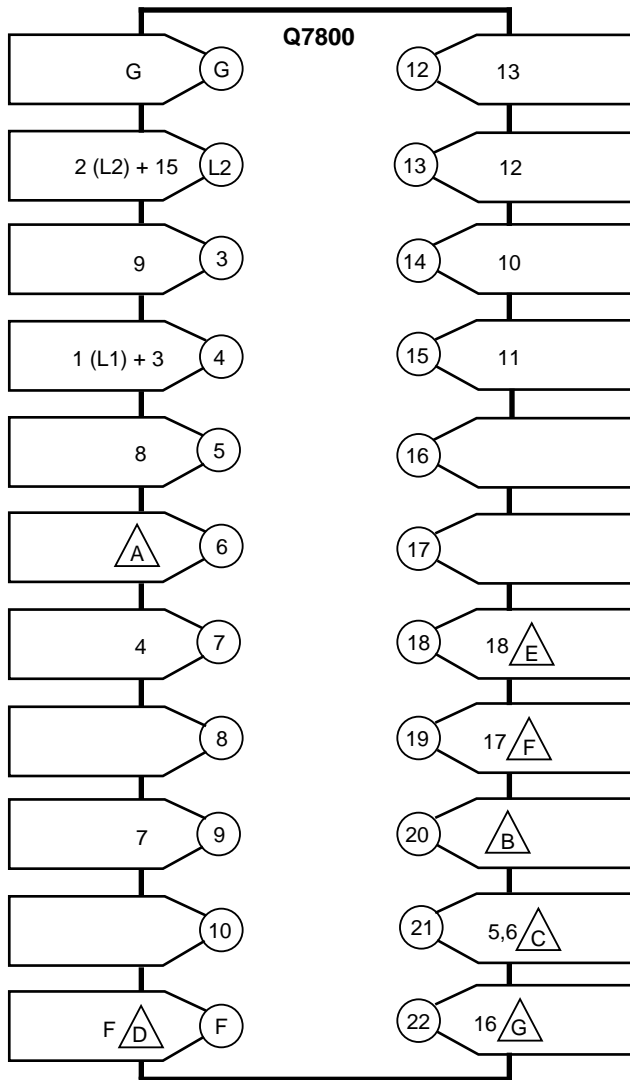 Q7800
G G 12 13
2 (L2) + 15 L2 13 12
9 3 14 10
1 (L1) + 3 4 15 11
8 5 16
A 6 17
4 7 18 18 E
8 19 17 F
7 9 20 B
10 21 5,6 C
F D F 22 16 G